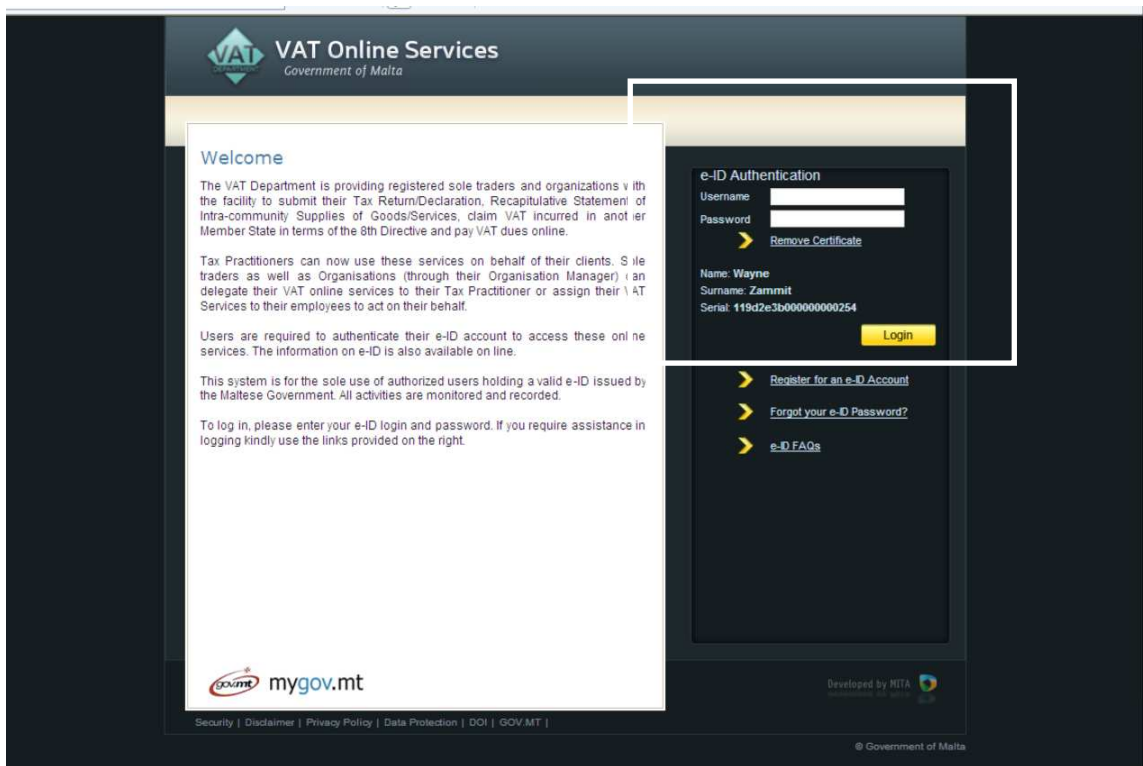 VAT
DEPARTMENT
VAT Online Services
Government of Malta
Welcome
The VAT Department is providing registered sole traders and organizations with
the facility to submit their Tax Return/Declaration, Recapitulative Statement of
Intra-community Supplies of Goods/Services, claim VAT incurred in another
Member State in terms of the 8th Directive and pay VAT dues online.
Tax Practitioners can now use these services on behalf of their clients. Sole
traders as well as Organisations (through their Organisation Manager) can
delegate their VAT online services to their Tax Practitioner or assign their VAT
Services to their employees to act on their behalf.
Users are required to authenticate their e-ID account to access these online
services. The information on e-ID is also available on line.
This system is for the sole use of authorized users holding a valid e-ID issued by
the Maltese Government. All activities are monitored and recorded.
To log in, please enter your e-ID login and password. If you require assistance in
logging kindly use the links provided on the right.
e-ID Authentication
Username
Password
Remove Certificate
Name: Wayne
Surname: Zammit
Serial: 119d2e3b000000000254
Login
Register for an e-ID Account
Forgot your e-ID Password?
e-ID FAQs
gov.mt mygov.mt
Developed by MITA
Security | Disclaimer | Privacy Policy | Data Protection | DOI | GOV.MT |
© Government of Malta